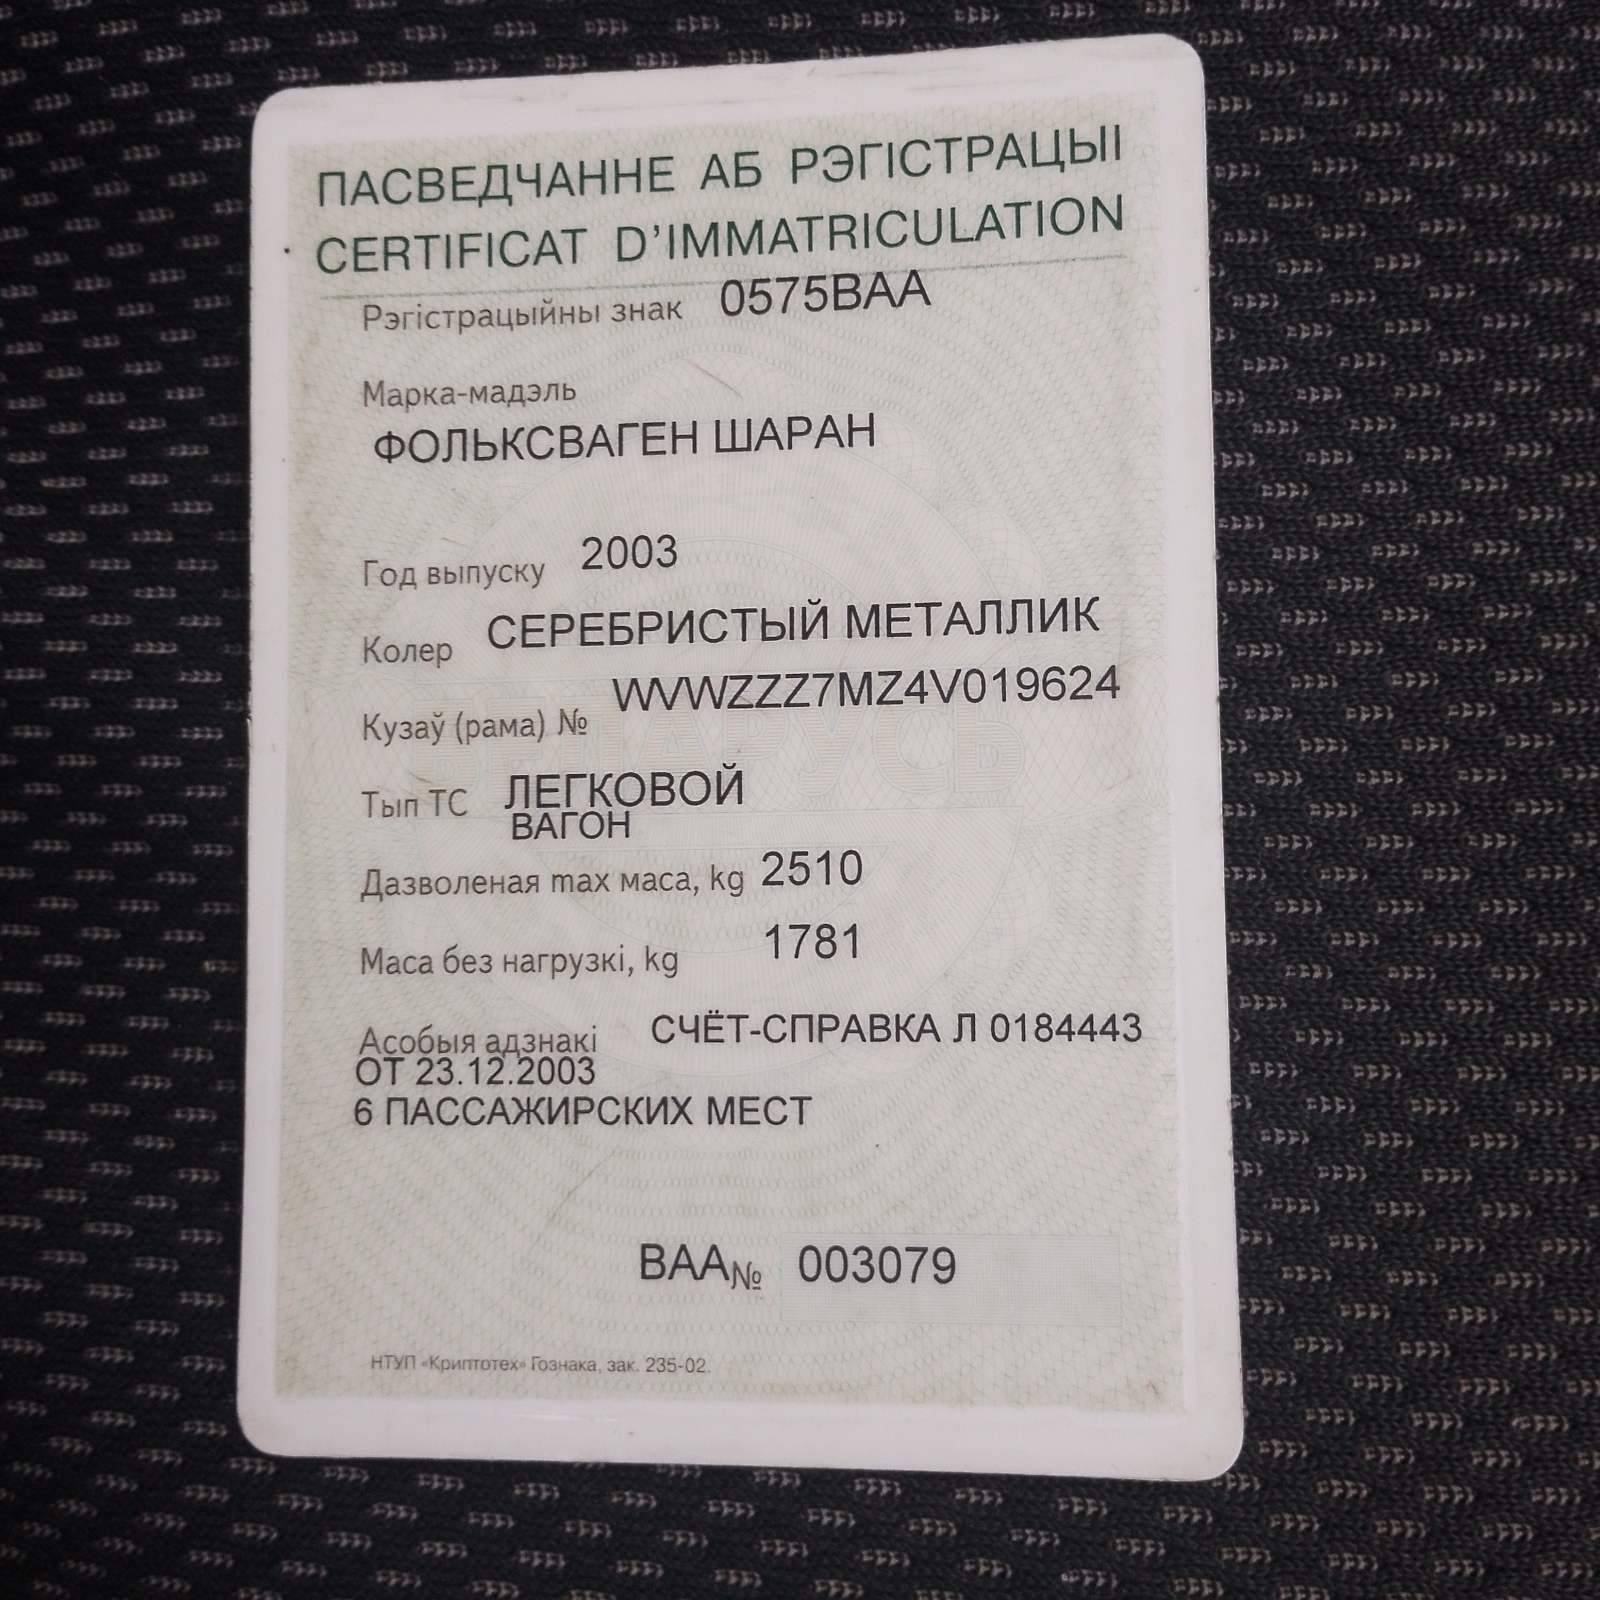 ПАСВЕДЧАННЕ АБ РЭГІСТРАЦЫІ
CERTIFICAT D'IMMATRICULATION
Рэгістрацыйны знак 0575ВАА
Марка-мадэль
ФОЛЬКСВАГЕН ШАРАН
Год выпуску 2003
Колер СЕРЕБРИСТЫЙ МЕТАЛЛИК
Кузаў (рама) № WVWZZZ7MZ4V019624
Тып ТС ЛЕГКОВОЙ
ВАГОН
Дазволеная max маса, kg 2510
Маса без нагрузкі, kg 1781
Асобыя адзнакі СЧЁТ-СПРАВКА Л 0184443
ОТ 23.12.2003
6 ПАССАЖИРСКИХ МЕСТ
ВАА № 003079
НТУП «Криптотех» Гознака, зак. 235-02.